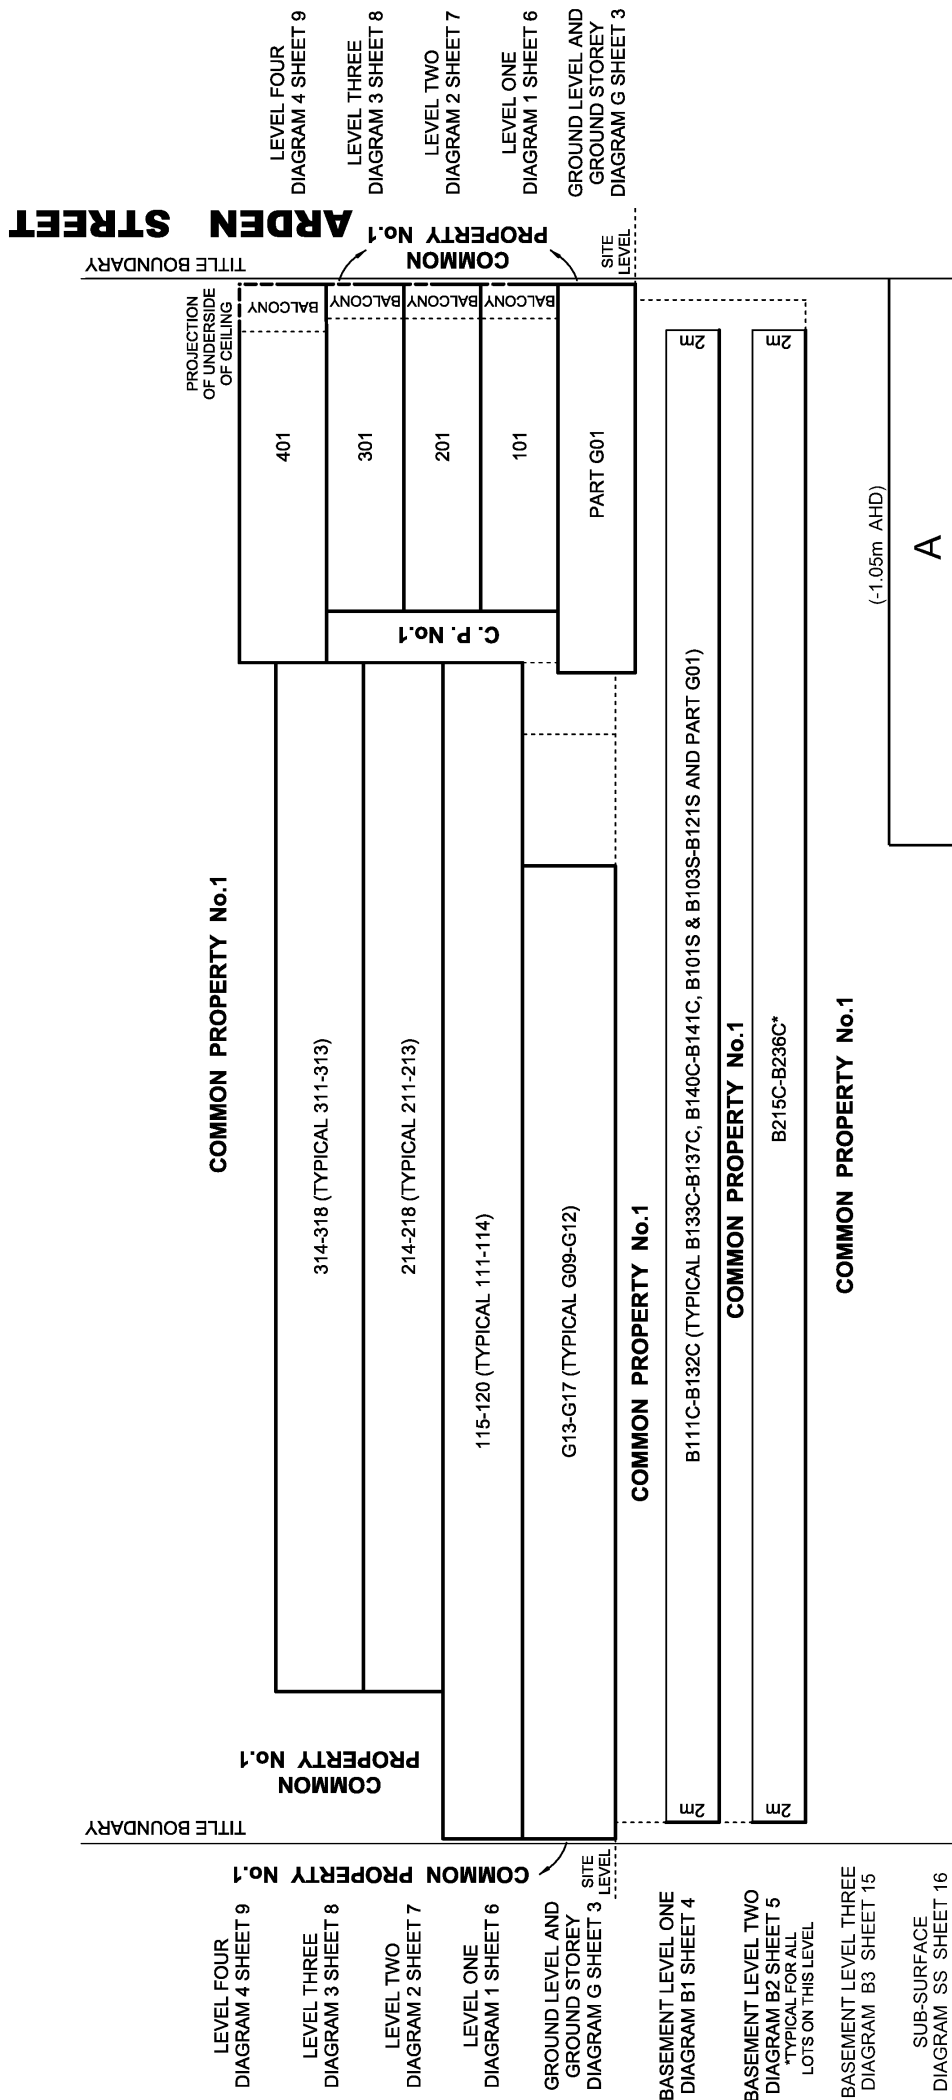 LEVEL FOUR
DIAGRAM 4 SHEET 9
LEVEL THREE
DIAGRAM 3 SHEET 8
LEVEL TWO
DIAGRAM 2 SHEET 7
LEVEL ONE
DIAGRAM 1 SHEET 6
GROUND LEVEL AND
GROUND STOREY
DIAGRAM G SHEET 3
BASEMENT LEVEL ONE
DIAGRAM B1 SHEET 4
BASEMENT LEVEL TWO
DIAGRAM B2 SHEET 5
*TYPICAL FOR ALL
LOTS ON THIS LEVEL
BASEMENT LEVEL THREE
DIAGRAM B3 SHEET 15
SUB-SURFACE
DIAGRAM SS SHEET 16
TITLE BOUNDARY
COMMON PROPERTY No.1
SITE
LEVEL
COMMON
PROPERTY No.1
COMMON PROPERTY No.1
314-318 (TYPICAL 311-313)
214-218 (TYPICAL 211-213)
115-120 (TYPICAL 111-114)
G13-G17 (TYPICAL G09-G12)
COMMON PROPERTY No.1
2m
B111C-B132C (TYPICAL B133C-B137C, B140C-B141C, B101S & B103S-B121S AND PART G01)
2m
COMMON PROPERTY No.1
2m
B215C-B236C*
2m
COMMON PROPERTY No.1
(-1.05m AHD)
A
C. P. No.1
401
301
201
101
PART G01
PROJECTION
OF UNDERSIDE
OF CEILING
BALCONY
BALCONY
BALCONY
BALCONY
TITLE BOUNDARY
ARDEN STREET
COMMON
PROPERTY No.1
SITE
LEVEL
LEVEL FOUR
DIAGRAM 4 SHEET 9
LEVEL THREE
DIAGRAM 3 SHEET 8
LEVEL TWO
DIAGRAM 2 SHEET 7
LEVEL ONE
DIAGRAM 1 SHEET 6
GROUND LEVEL AND
GROUND STOREY
DIAGRAM G SHEET 3